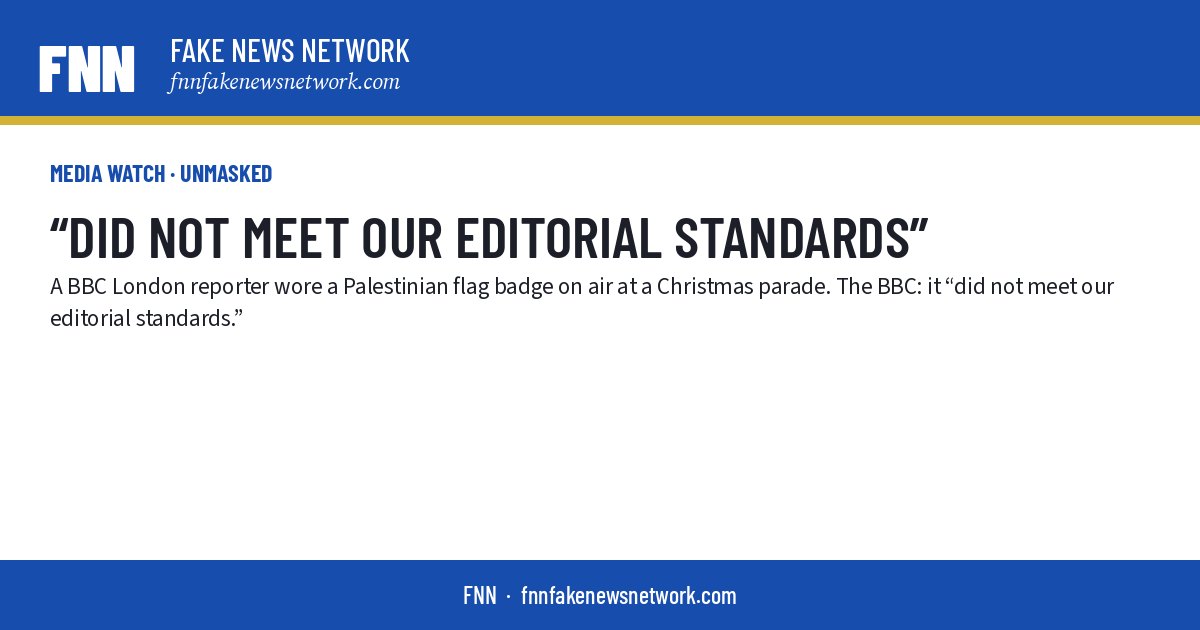 FNN
FAKE NEWS NETWORK
fnnfakenewsnetwork.com
MEDIA WATCH · UNMASKED
“DID NOT MEET OUR EDITORIAL STANDARDS”
A BBC London reporter wore a Palestinian flag badge on air at a Christmas parade. The BBC: it “did not meet our
editorial standards.”
FNN · fnnfakenewsnetwork.com